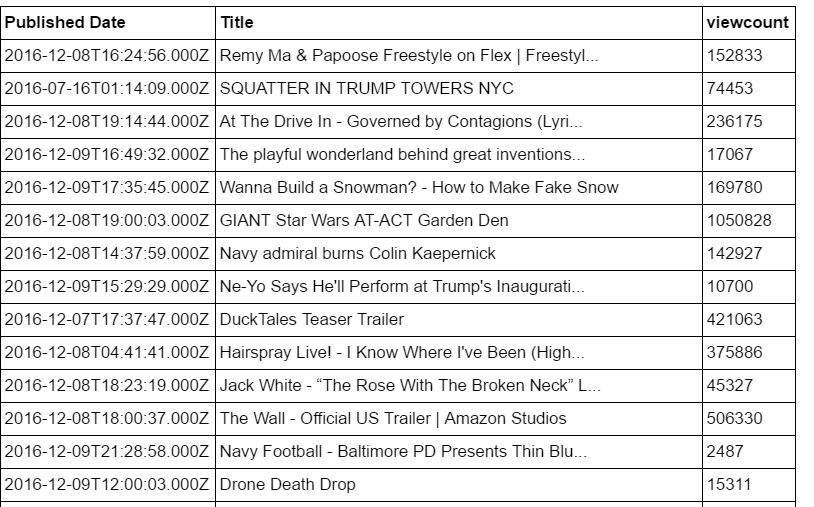 Published Date Title viewcount
2016-12-08T16:24:56.000Z Remy Ma & Papoose Freestyle on Flex | Freestyl... 152833
2016-07-16T01:14:09.000Z SQUATTER IN TRUMP TOWERS NYC 74453
2016-12-08T19:14:44.000Z At The Drive In - Governed by Contagions (Lyri... 236175
2016-12-09T16:49:32.000Z The playful wonderland behind great inventions... 17067
2016-12-09T17:35:45.000Z Wanna Build a Snowman? - How to Make Fake Snow 169780
2016-12-08T19:00:03.000Z GIANT Star Wars AT-ACT Garden Den 1050828
2016-12-08T14:37:59.000Z Navy admiral burns Colin Kaepernick 142927
2016-12-09T15:29:29.000Z Ne-Yo Says He'll Perform at Trump's Inaugurati... 10700
2016-12-07T17:37:47.000Z DuckTales Teaser Trailer 421063
2016-12-08T04:41:41.000Z Hairspray Live! - I Know Where I've Been (High... 375886
2016-12-08T18:23:19.000Z Jack White - “The Rose With The Broken Neck” L... 45327
2016-12-08T18:00:37.000Z The Wall - Official US Trailer | Amazon Studios 506330
2016-12-09T21:28:58.000Z Navy Football - Baltimore PD Presents Thin Blu... 2487
2016-12-09T12:00:03.000Z Drone Death Drop 15311